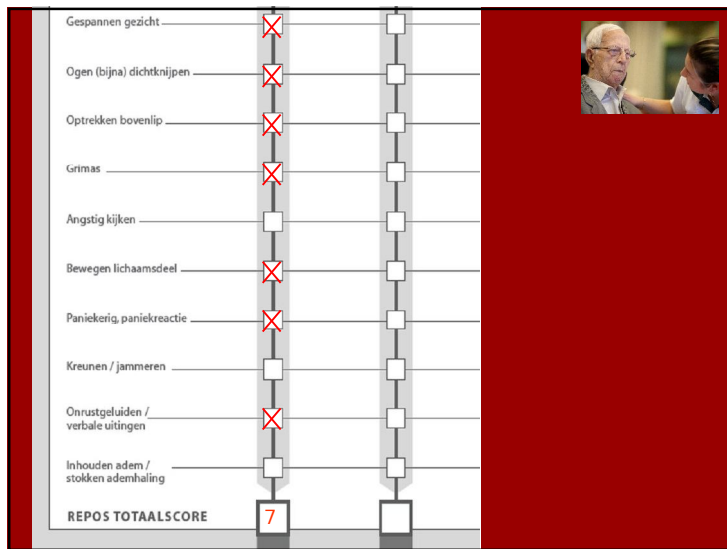 Gespannen gezicht
Ogen (bijna) dichtknijpen
Optrekken bovenlip
Grimas
Angstig kijken
Bewegen lichaamsdeel
Paniekerig, paniekreactie
Kreunen / jammeren
Onrustgeluiden /
verbale uitingen
Inhouden adem /
stokken ademhaling
REPOS TOTAALSCORE 7